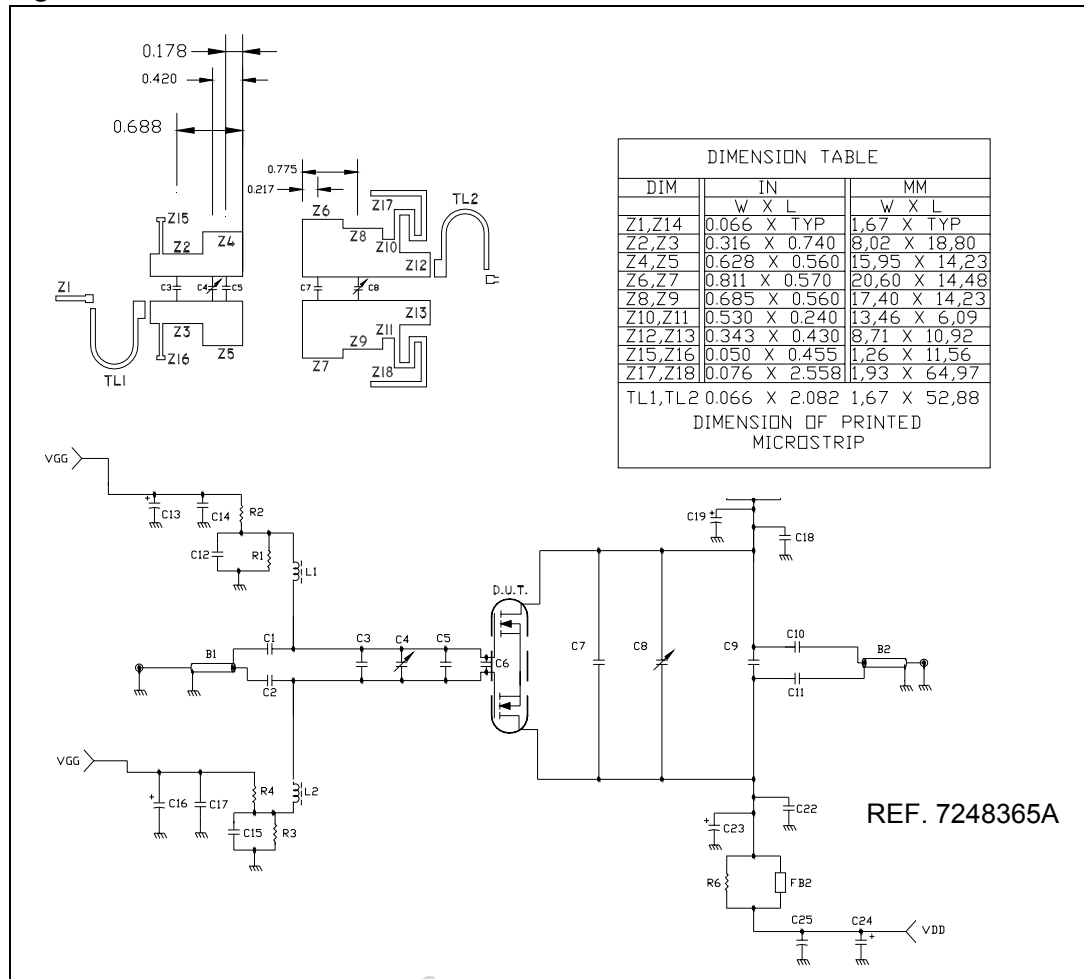 0.178
0.420
0.688
0.775
0.217
Z15
Z2
Z4
Z6
Z8
Z17
Z10
TL2
Z12
C3
C4
C5
C7
C8
Z1
Z3
Z5
Z16
TL1
Z13
Z11
Z9
Z7
Z18
DIMENSION TABLE
DIM IN MM
W X L W X L
Z1,Z14 0.066 X TYP 1,67 X TYP
Z2,Z3 0.316 X 0.740 8,02 X 18,80
Z4,Z5 0.628 X 0.560 15,95 X 14,23
Z6,Z7 0.811 X 0.570 20,60 X 14,48
Z8,Z9 0.685 X 0.560 17,40 X 14,23
Z10,Z11 0.530 X 0.240 13,46 X 6,09
Z12,Z13 0.343 X 0.430 8,71 X 10,92
Z15,Z16 0.050 X 0.455 1,26 X 11,56
Z17,Z18 0.076 X 2.558 1,93 X 64,97
TL1,TL2 0.066 X 2.082 1,67 X 52,88
DIMENSION OF PRINTED
MICROSTRIP
VGG
+
C13
C14
R2
C12
R1
L1
C19
+
C18
D.U.T.
B1
C1
C2
C3
C4
C5
C6
C7
C8
C9
C10
C11
B2
VGG
+
C16
C17
R4
L2
C15
R3
+
C23
C22
REF. 7248365A
R6
FB2
C25
C24
+
VDD